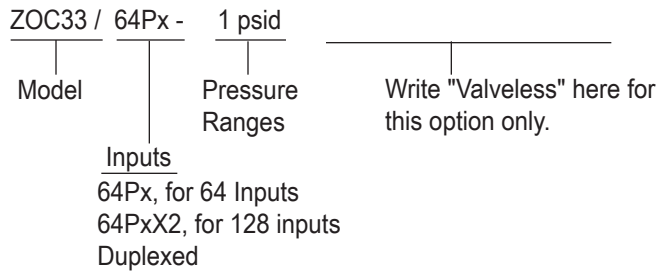 ZOC33 / 64Px - 1 psid
Model
Pressure
Ranges
Write "Valveless" here for
this option only.
Inputs
64Px, for 64 Inputs
64PxX2, for 128 inputs
Duplexed